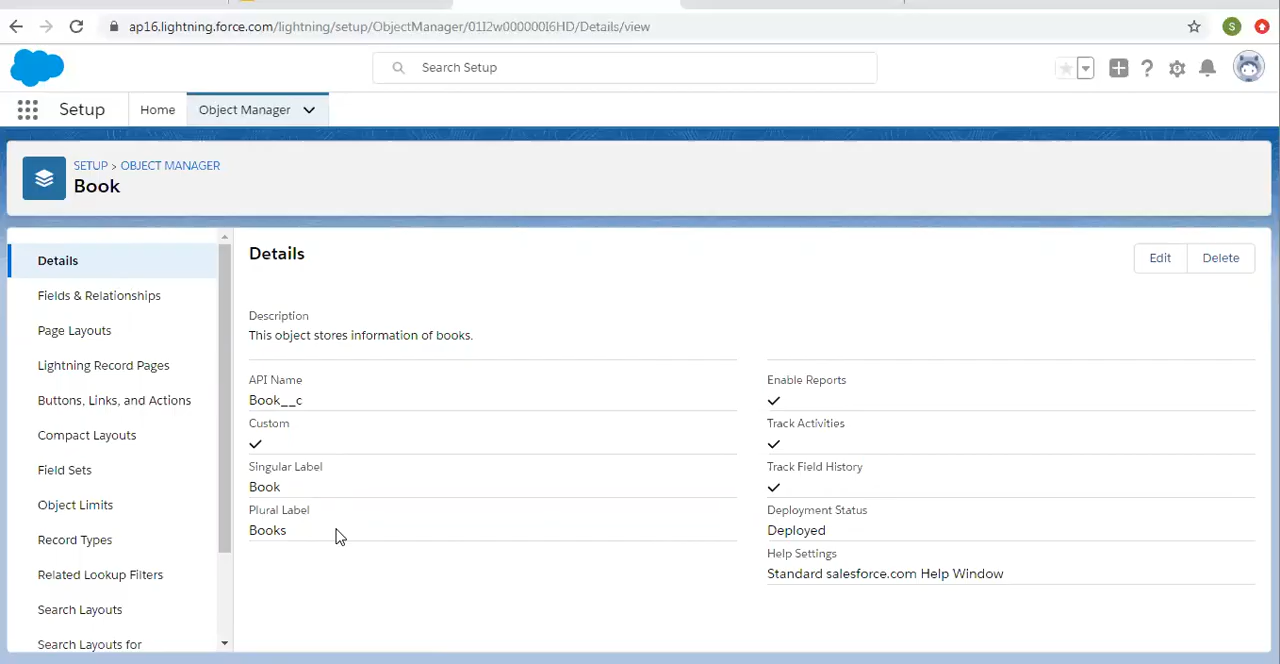 ap16.lightning.force.com/lightning/setup/ObjectManager/01I2w000000I6HD/Details/view
S
Search Setup
Setup
Home
Object Manager
SETUP > OBJECT MANAGER
Book
Details
Fields & Relationships
Page Layouts
Lightning Record Pages
Buttons, Links, and Actions
Compact Layouts
Field Sets
Object Limits
Record Types
Related Lookup Filters
Search Layouts
Search Layouts for
Details
Edit
Delete
Description
This object stores information of books.
API Name
Book__c
Custom
Singular Label
Book
Plural Label
Books
Enable Reports
Track Activities
Track Field History
Deployment Status
Deployed
Help Settings
Standard salesforce.com Help Window